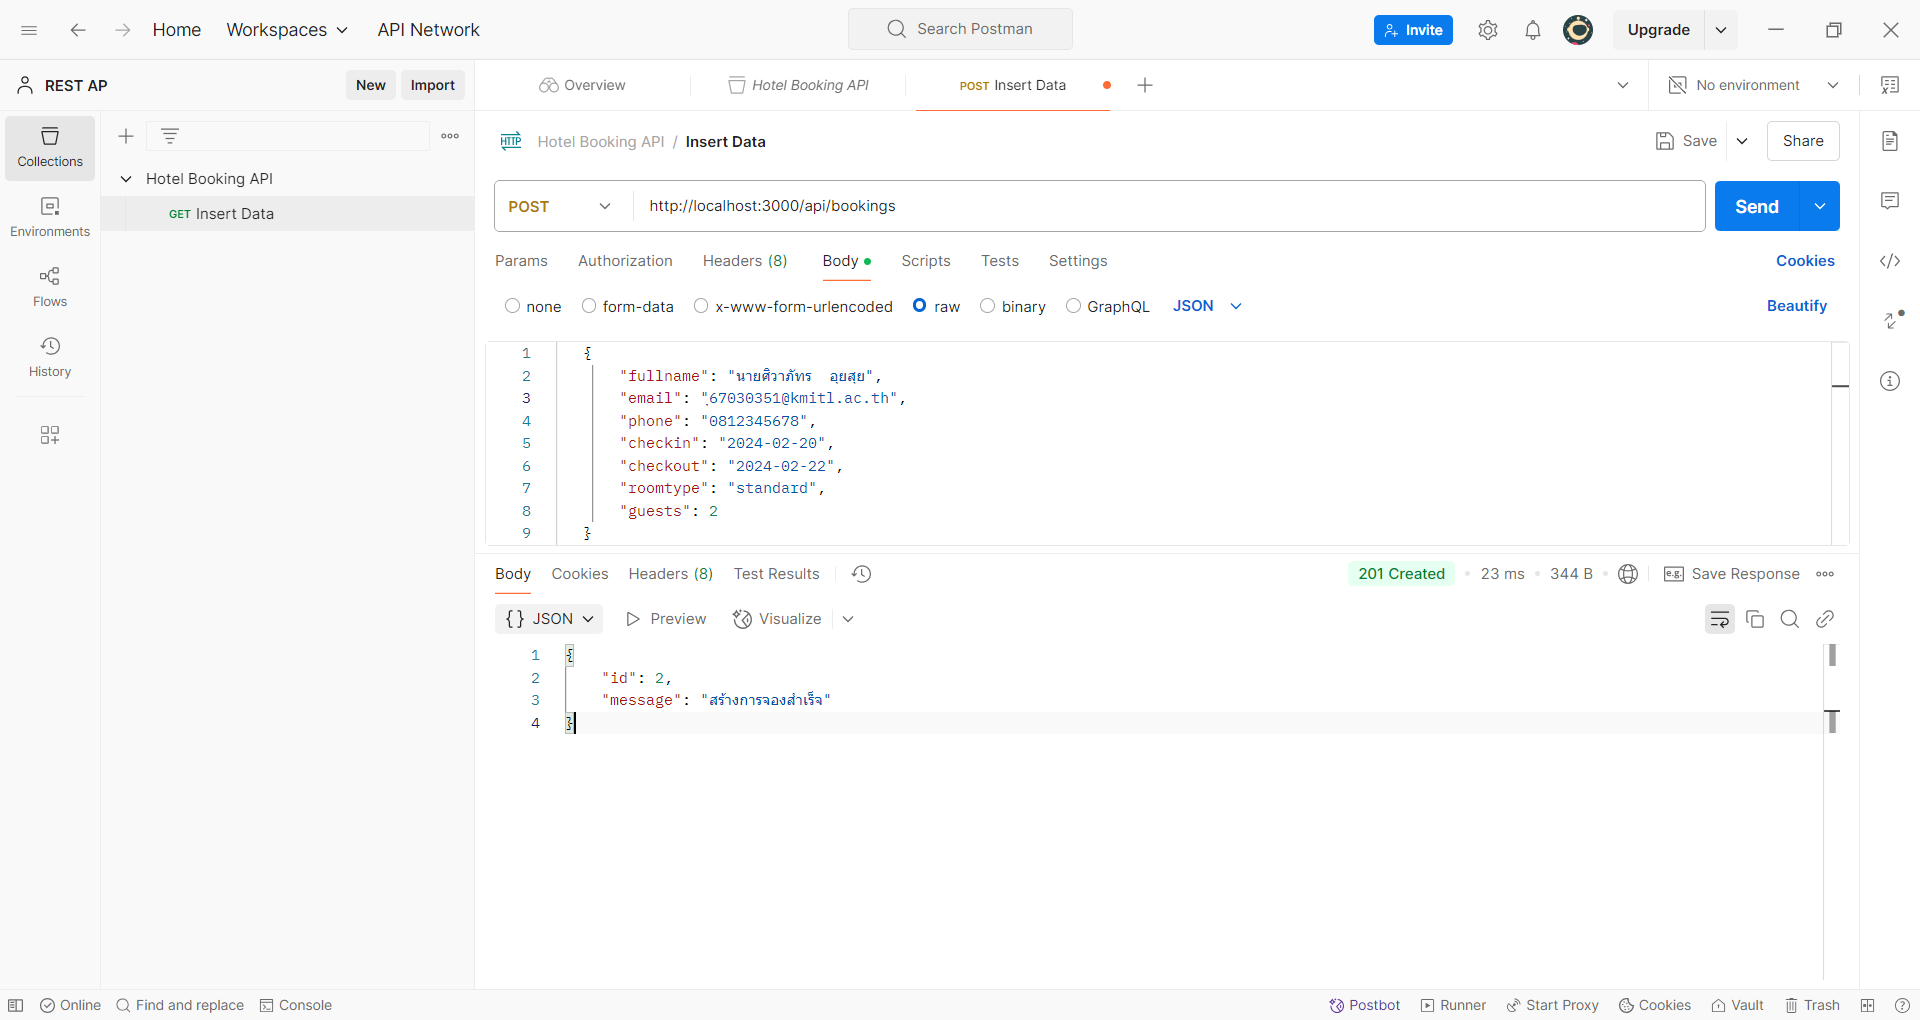 Home Workspaces API Network Search Postman Invite Upgrade
REST AP New Import Overview Hotel Booking API POST Insert Data No environment
Collections
Hotel Booking API / Insert Data Save Share
Hotel Booking API
GET Insert Data
POST http://localhost:3000/api/bookings Send
Environments
Params Authorization Headers (8) Body Scripts Tests Settings Cookies
Flows
none form-data x-www-form-urlencoded raw binary GraphQL JSON Beautify
History
1 {
2 "fullname": "นายศิวาภัทร  อุยสุย",
3 "email": "ุ67030351@kmitl.ac.th",
4 "phone": "0812345678",
5 "checkin": "2024-02-20",
6 "checkout": "2024-02-22",
7 "roomtype": "standard",
8 "guests": 2
9 }
Body Cookies Headers (8) Test Results 201 Created 23 ms 344 B e.g. Save Response
{} JSON Preview Visualize
1 {
2 "id": 2,
3 "message": "สร้างการจองสำเร็จ"
4 }
Online Find and replace Console Postbot Runner Start Proxy Cookies Vault Trash